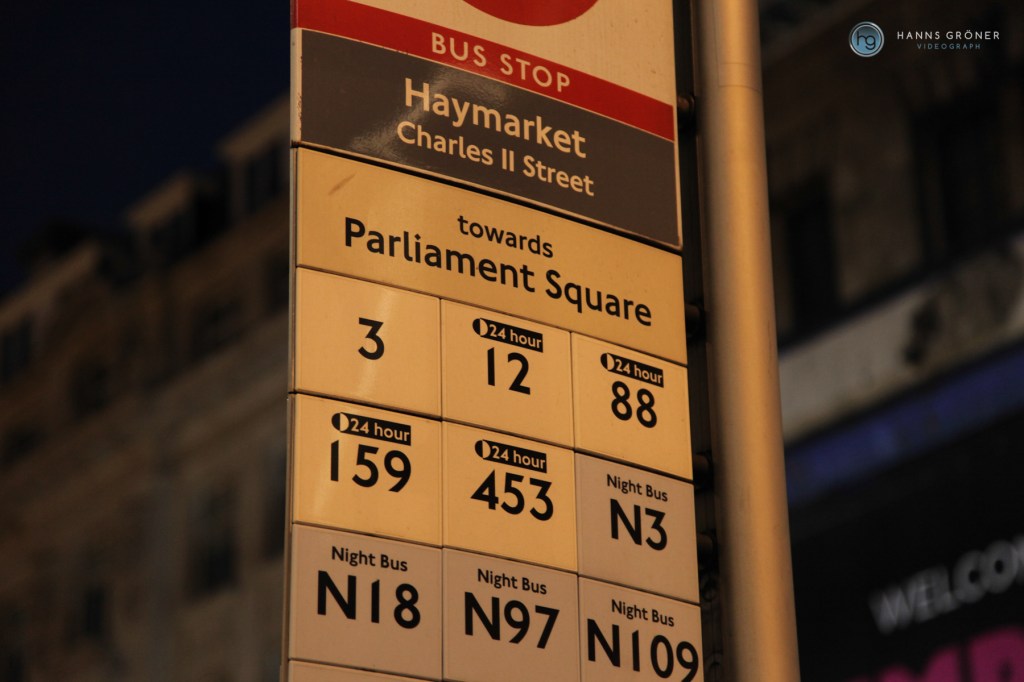 hg HANNS GRÖNER
VIDEOGRAPH
BUS STOP
Haymarket
Charles II Street
towards
Parliament Square
3
24 hour
12
24 hour
88
24 hour
159
24 hour
453
Night Bus
N3
Night Bus
N18
Night Bus
N97
Night Bus
N109